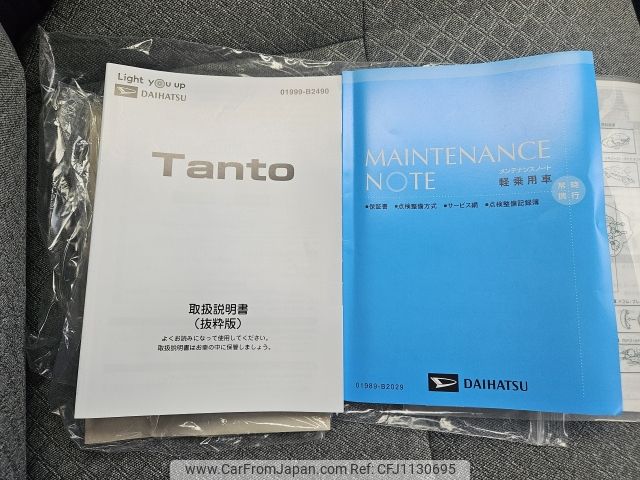 Light you up
DAIHATSU
01999-B2490
Tanto
取扱説明書
（抜粋版）
よくお読みになって使用してください。
取扱説明書はお車の中に保管しましょう。
MAINTENANCE
NOTE
メンテナンスノート
軽乗用車
常時
携行
●保証書 ●点検整備方式 ●サービス網 ●点検整備記録簿
01989-B2029
DAIHATSU
www.CarFromJapan.com | CFJ1130695